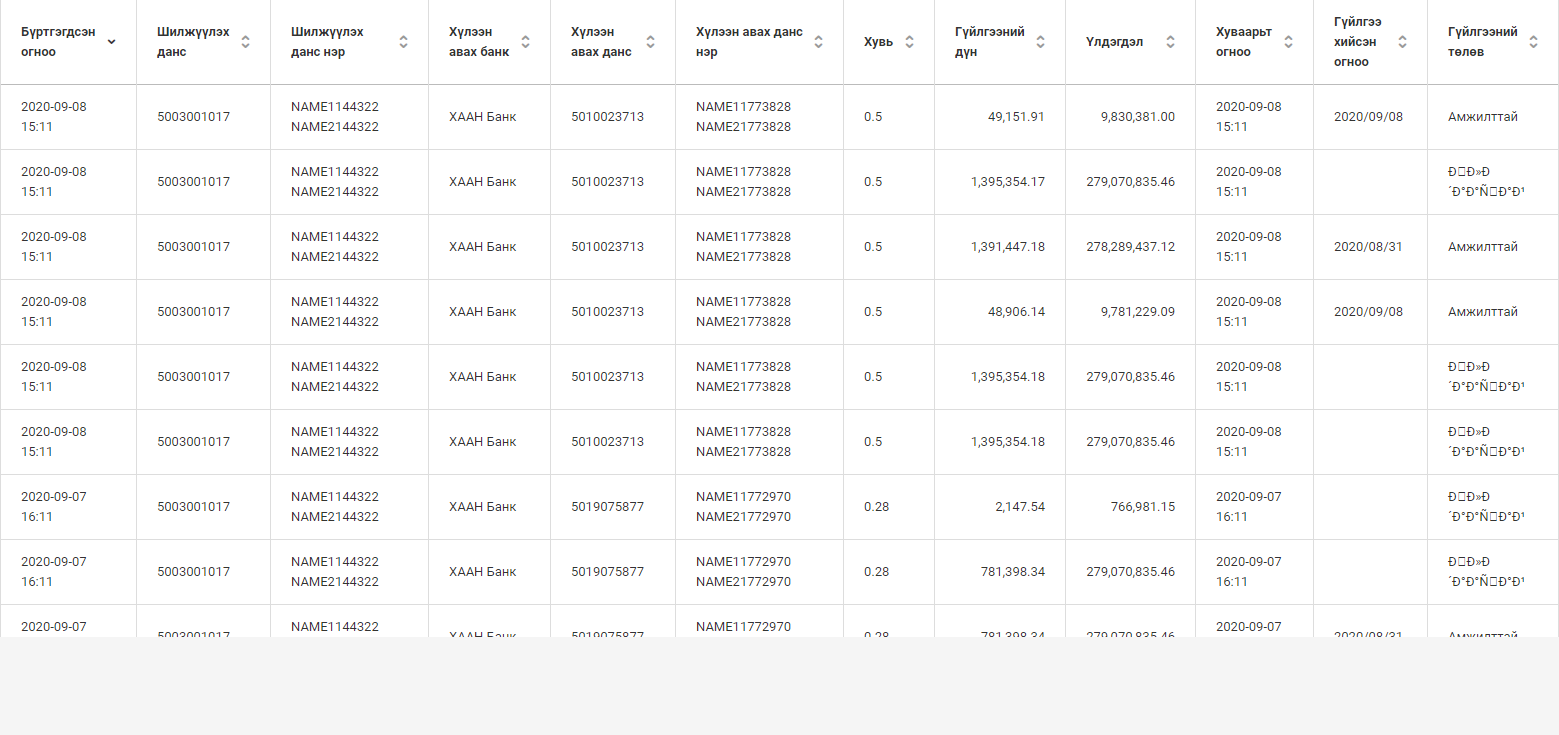 Бүртгэгдсэн огноо
Шилжүүлэх данс
Шилжүүлэх данс нэр
Хүлээн авах банк
Хүлээн авах данс
Хүлээн авах данс нэр
Хувь
Гүйлгээний дүн
Үлдэгдэл
Хуваарьт огноо
Гүйлгээ хийсэн огноо
Гүйлгээний төлөв
2020-09-08 15:11 5003001017 NAME1144322 NAME2144322 ХААН Банк 5010023713 NAME11773828 NAME21773828 0.5 49,151.91 9,830,381.00 2020-09-08 15:11 2020/09/08 Амжилттай
2020-09-08 15:11 5003001017 NAME1144322 NAME2144322 ХААН Банк 5010023713 NAME11773828 NAME21773828 0.5 1,395,354.17 279,070,835.46 2020-09-08 15:11
2020-09-08 15:11 5003001017 NAME1144322 NAME2144322 ХААН Банк 5010023713 NAME11773828 NAME21773828 0.5 1,391,447.18 278,289,437.12 2020-09-08 15:11 2020/08/31 Амжилттай
2020-09-08 15:11 5003001017 NAME1144322 NAME2144322 ХААН Банк 5010023713 NAME11773828 NAME21773828 0.5 48,906.14 9,781,229.09 2020-09-08 15:11 2020/09/08 Амжилттай
2020-09-08 15:11 5003001017 NAME1144322 NAME2144322 ХААН Банк 5010023713 NAME11773828 NAME21773828 0.5 1,395,354.18 279,070,835.46 2020-09-08 15:11
2020-09-08 15:11 5003001017 NAME1144322 NAME2144322 ХААН Банк 5010023713 NAME11773828 NAME21773828 0.5 1,395,354.18 279,070,835.46 2020-09-08 15:11
2020-09-07 16:11 5003001017 NAME1144322 NAME2144322 ХААН Банк 5019075877 NAME11772970 NAME21772970 0.28 2,147.54 766,981.15 2020-09-07 16:11
2020-09-07 16:11 5003001017 NAME1144322 NAME2144322 ХААН Банк 5019075877 NAME11772970 NAME21772970 0.28 781,398.34 279,070,835.46 2020-09-07 16:11
2020-09-07 5003001017 NAME1144322 ХААН Банк 5019075877 NAME11772970 0.28 781,398.34 279,070,835.46 2020-09-07 2020/08/31 Амжилттай